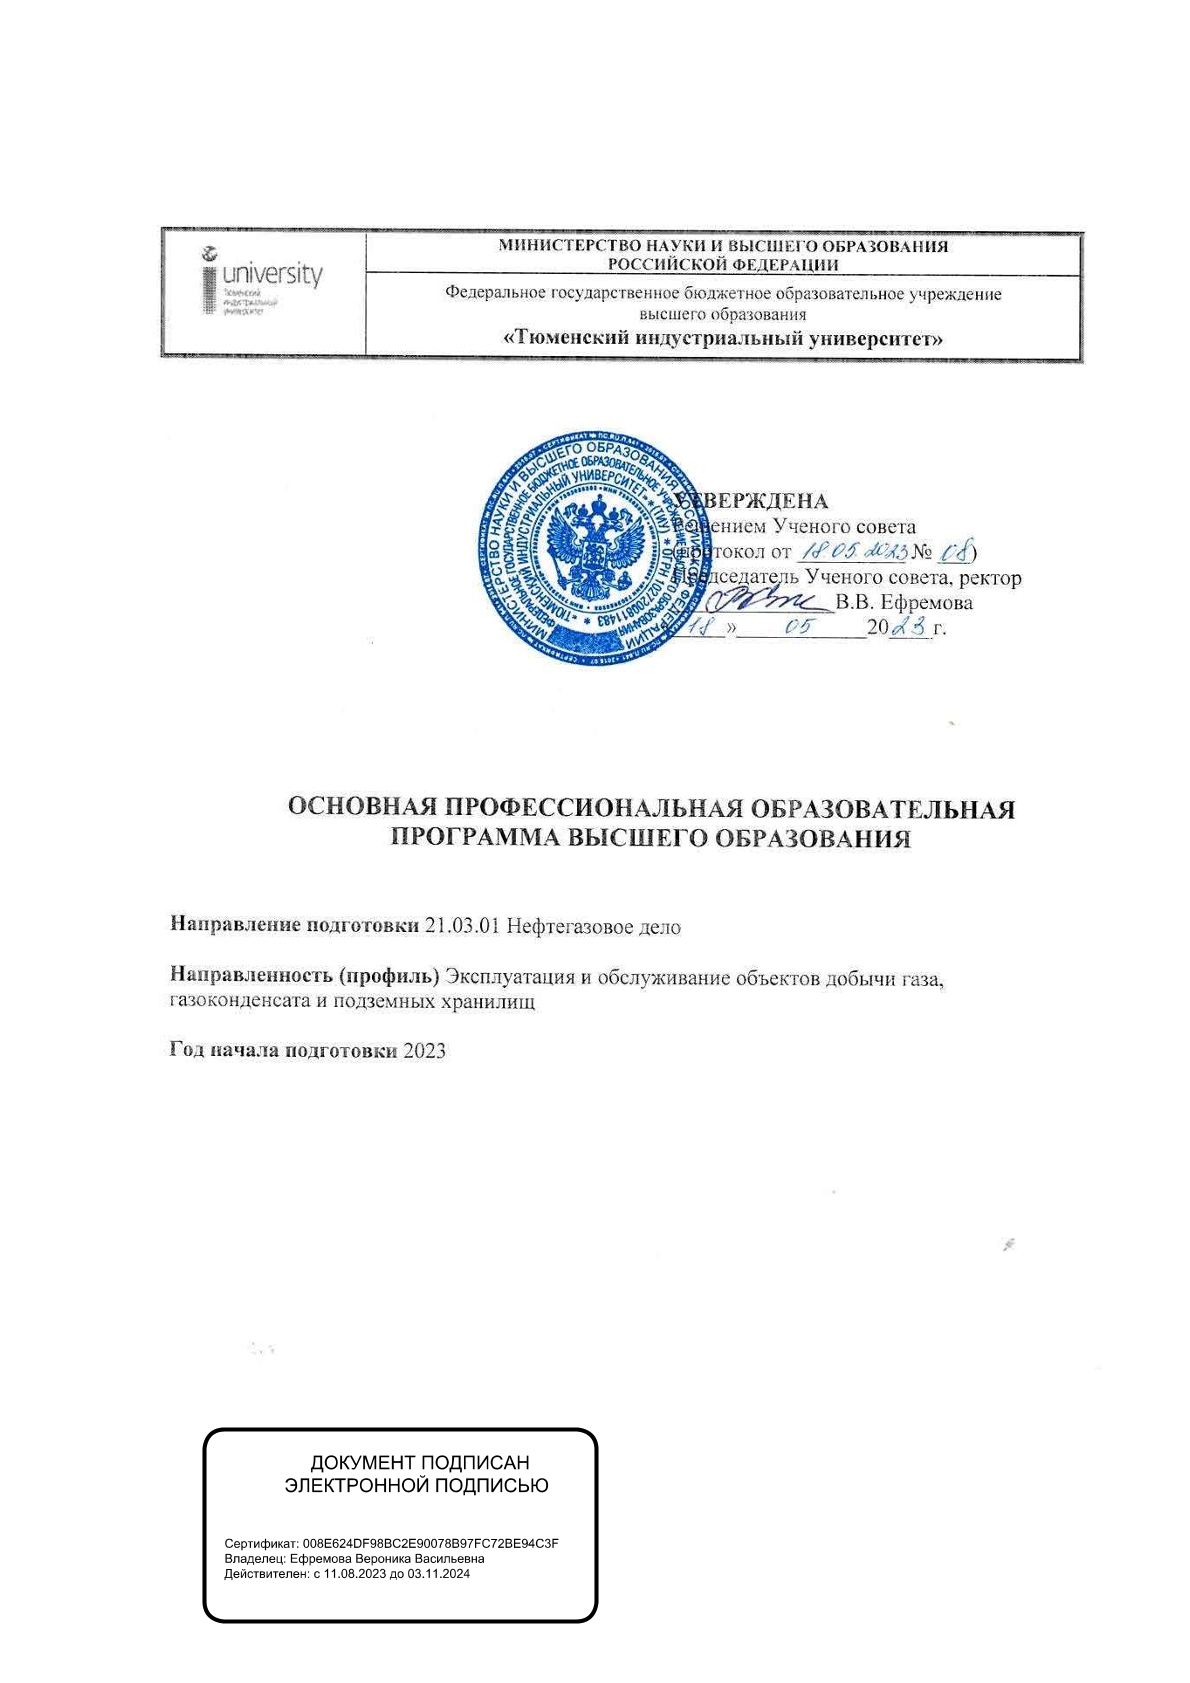 university
Тюменский
индустриальный
университет
МИНИСТЕРСТВО НАУКИ И ВЫСШЕГО ОБРАЗОВАНИЯ
РОССИЙСКОЙ ФЕДЕРАЦИИ
Федеральное государственное бюджетное образовательное учреждение
высшего образования
«Тюменский индустриальный университет»
МИНИСТЕРСТВО НАУКИ И ВЫСШЕГО ОБРАЗОВАНИЯ РОССИЙСКОЙ ФЕДЕРАЦИИ
ФЕДЕРАЛЬНОЕ ГОСУДАРСТВЕННОЕ БЮДЖЕТНОЕ ОБРАЗОВАТЕЛЬНОЕ УЧРЕЖДЕНИЕ ВЫСШЕГО ОБРАЗОВАНИЯ
«ТЮМЕНСКИЙ ИНДУСТРИАЛЬНЫЙ УНИВЕРСИТЕТ» * (ТИУ) * ОГРН 1027200811483 *
УТВЕРЖДЕНА
Решением Ученого совета
(протокол от 18.05.2023 № 08)
Председатель Ученого совета, ректор
В.В. Ефремова
18 » 05 2023 г.
ОСНОВНАЯ ПРОФЕССИОНАЛЬНАЯ ОБРАЗОВАТЕЛЬНАЯ
ПРОГРАММА ВЫСШЕГО ОБРАЗОВАНИЯ
Направление подготовки 21.03.01 Нефтегазовое дело
Направленность (профиль) Эксплуатация и обслуживание объектов добычи газа,
газоконденсата и подземных хранилищ
Год начала подготовки 2023
ДОКУМЕНТ ПОДПИСАН
ЭЛЕКТРОННОЙ ПОДПИСЬЮ
Сертификат: 008E624DF98BC2E90078B97FC72BE94C3F
Владелец: Ефремова Вероника Васильевна
Действителен: с 11.08.2023 до 03.11.2024